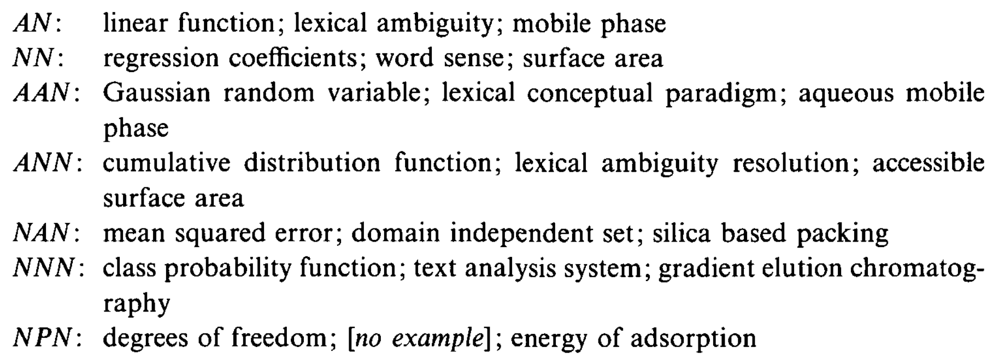 AN: linear function; lexical ambiguity; mobile phase
NN: regression coefficients; word sense; surface area
AAN: Gaussian random variable; lexical conceptual paradigm; aqueous mobile
phase
ANN: cumulative distribution function; lexical ambiguity resolution; accessible
surface area
NAN: mean squared error; domain independent set; silica based packing
NNN: class probability function; text analysis system; gradient elution chromatog-
raphy
NPN: degrees of freedom; [no example]; energy of adsorption